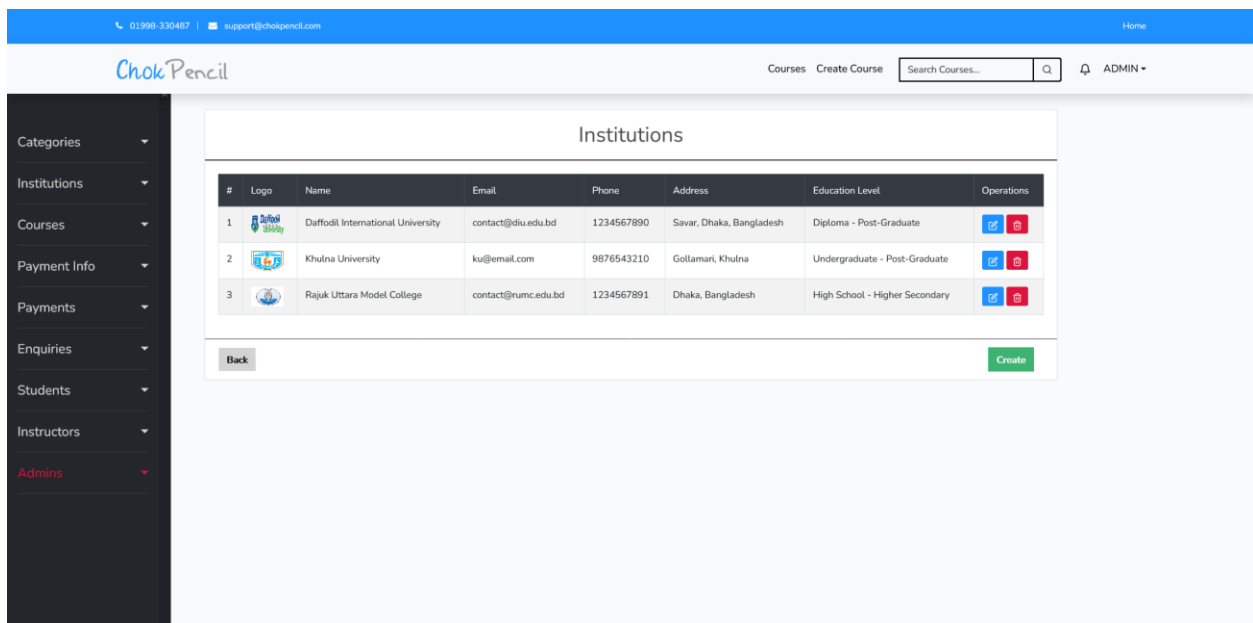 01998-330487 | support@chokpencil.com Home
ChokPencil Courses Create Course Search Courses... ADMIN
Categories
Institutions
Courses
Payment Info
Payments
Enquiries
Students
Instructors
Admins
Institutions
# Logo Name Email Phone Address Education Level Operations
1 Daffodil International University contact@diu.edu.bd 1234567890 Savar, Dhaka, Bangladesh Diploma - Post-Graduate
2 Khulna University ku@email.com 9876543210 Gollamari, Khulna Undergraduate - Post-Graduate
3 Rajuk Uttara Model College contact@rumc.edu.bd 1234567891 Dhaka, Bangladesh High School - Higher Secondary
Back Create